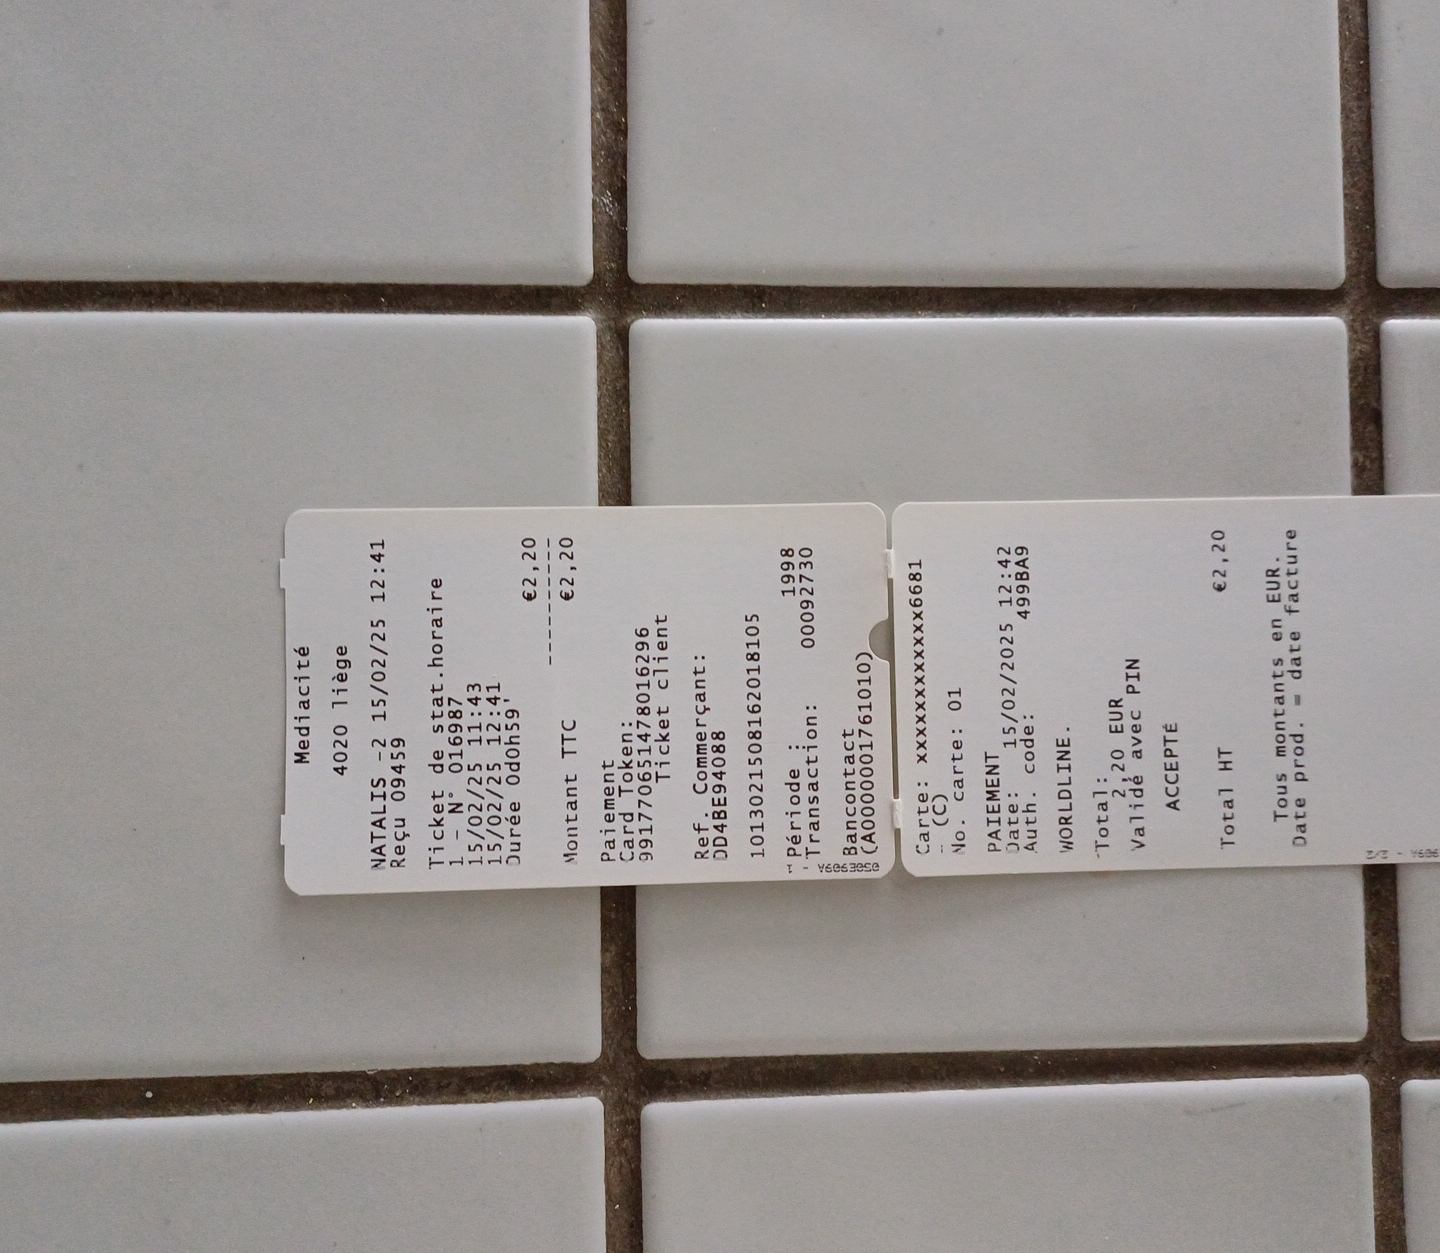 Mediacité
4020 liège
NATALIS -2 15/02/25 12:41
Reçu 09459
Ticket de stat.horaire
1 - N° 016987
15/02/25 11:43
15/02/25 12:41
Durée 0d0h59'
€2,20
----------
Montant TTC €2,20
Paiement
Card Token:
991770651478016296
Ticket client
Ref. Commerçant:
DD4BE94088
1013021508162018105
Période : 1998
Transaction: 00092730
Bancontact
(A0000001761010)
Carte: xxxxxxxxxxxxx6681
- (C)
No. carte: 01
PAIEMENT
Date: 15/02/2025 12:42
Auth. code: 499BA9
WORLDLINE.
Total:
2,20 EUR
Validé avec PIN
ACCEPTÉ
Total HT €2,20
Tous montants en EUR.
Date prod. = date facture